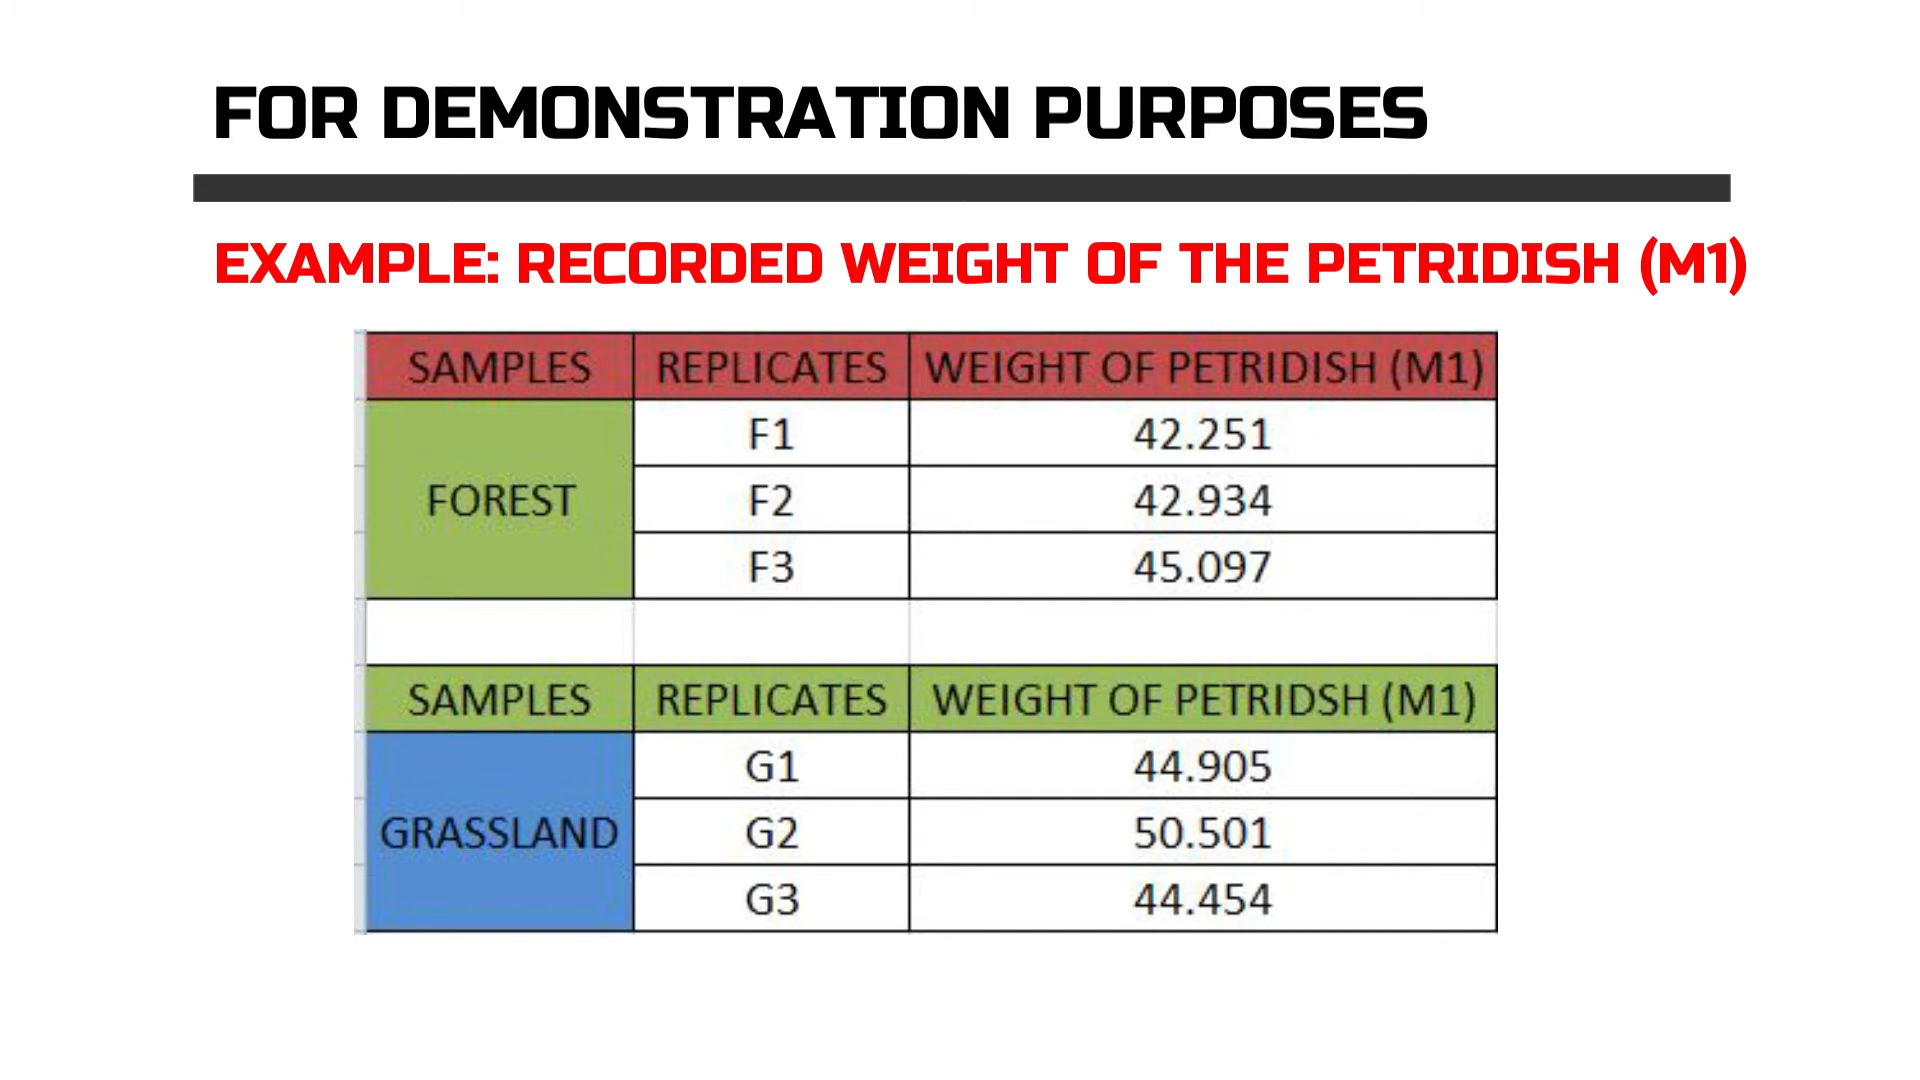 FOR DEMONSTRATION PURPOSES
EXAMPLE: RECORDED WEIGHT OF THE PETRIDISH (M1)
SAMPLES REPLICATES WEIGHT OF PETRIDISH (M1)
F1 42.251
FOREST F2 42.934
F3 45.097
SAMPLES REPLICATES WEIGHT OF PETRIDSH (M1)
G1 44.905
GRASSLAND G2 50.501
G3 44.454